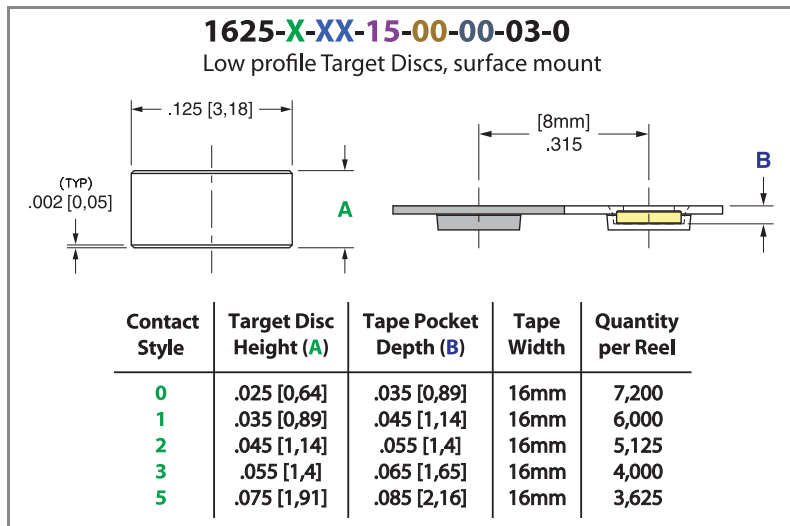 1625-X-XX-15-00-00-03-0
Low profile Target Discs, surface mount
.125 [3,18]
[8mm]
.315
B
(TYP)
.002 [0,05]
A
Contact Style | Target Disc Height (A) | Tape Pocket Depth (B) | Tape Width | Quantity per Reel
0 .025 [0,64] .035 [0,89] 16mm 7,200
1 .035 [0,89] .045 [1,14] 16mm 6,000
2 .045 [1,14] .055 [1,4] 16mm 5,125
3 .055 [1,4] .065 [1,65] 16mm 4,000
5 .075 [1,91] .085 [2,16] 16mm 3,625